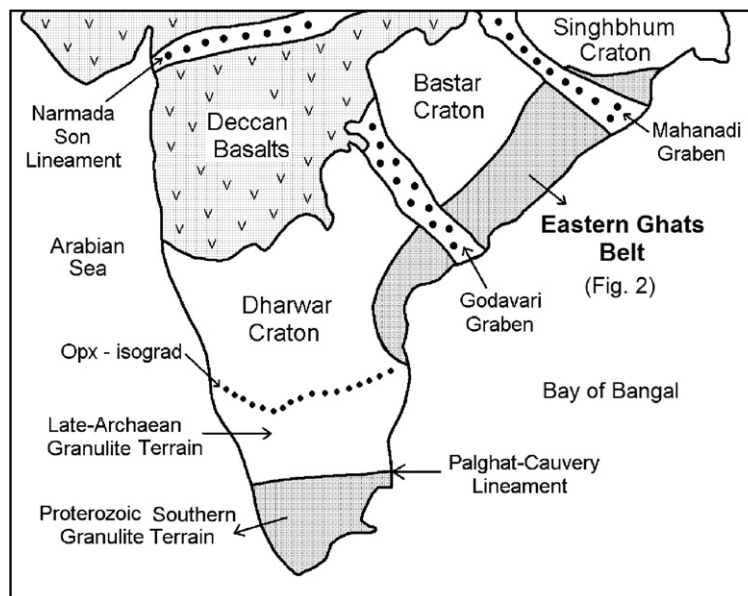 Singhbhum
Craton
Bastar
Craton
Narmada
Son
Lineament
Deccan
Basalts
Mahanadi
Graben
Arabian
Sea
Eastern Ghats
Belt
(Fig. 2)
Godavari
Graben
Dharwar
Craton
Opx - isograd
Bay of Bangal
Late-Archaean
Granulite Terrain
Palghat-Cauvery
Lineament
Proterozoic Southern
Granulite Terrain